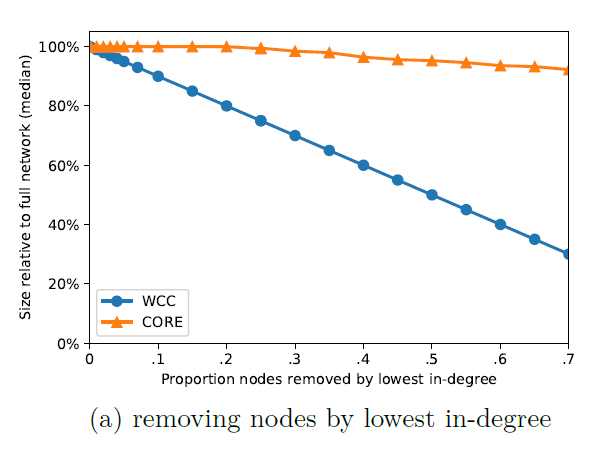 100%
80%
60%
40%
20%
0%
Size relative to full network (median)
WCC
CORE
0 .1 .2 .3 .4 .5 .6 .7
Proportion nodes removed by lowest in-degree
(a) removing nodes by lowest in-degree